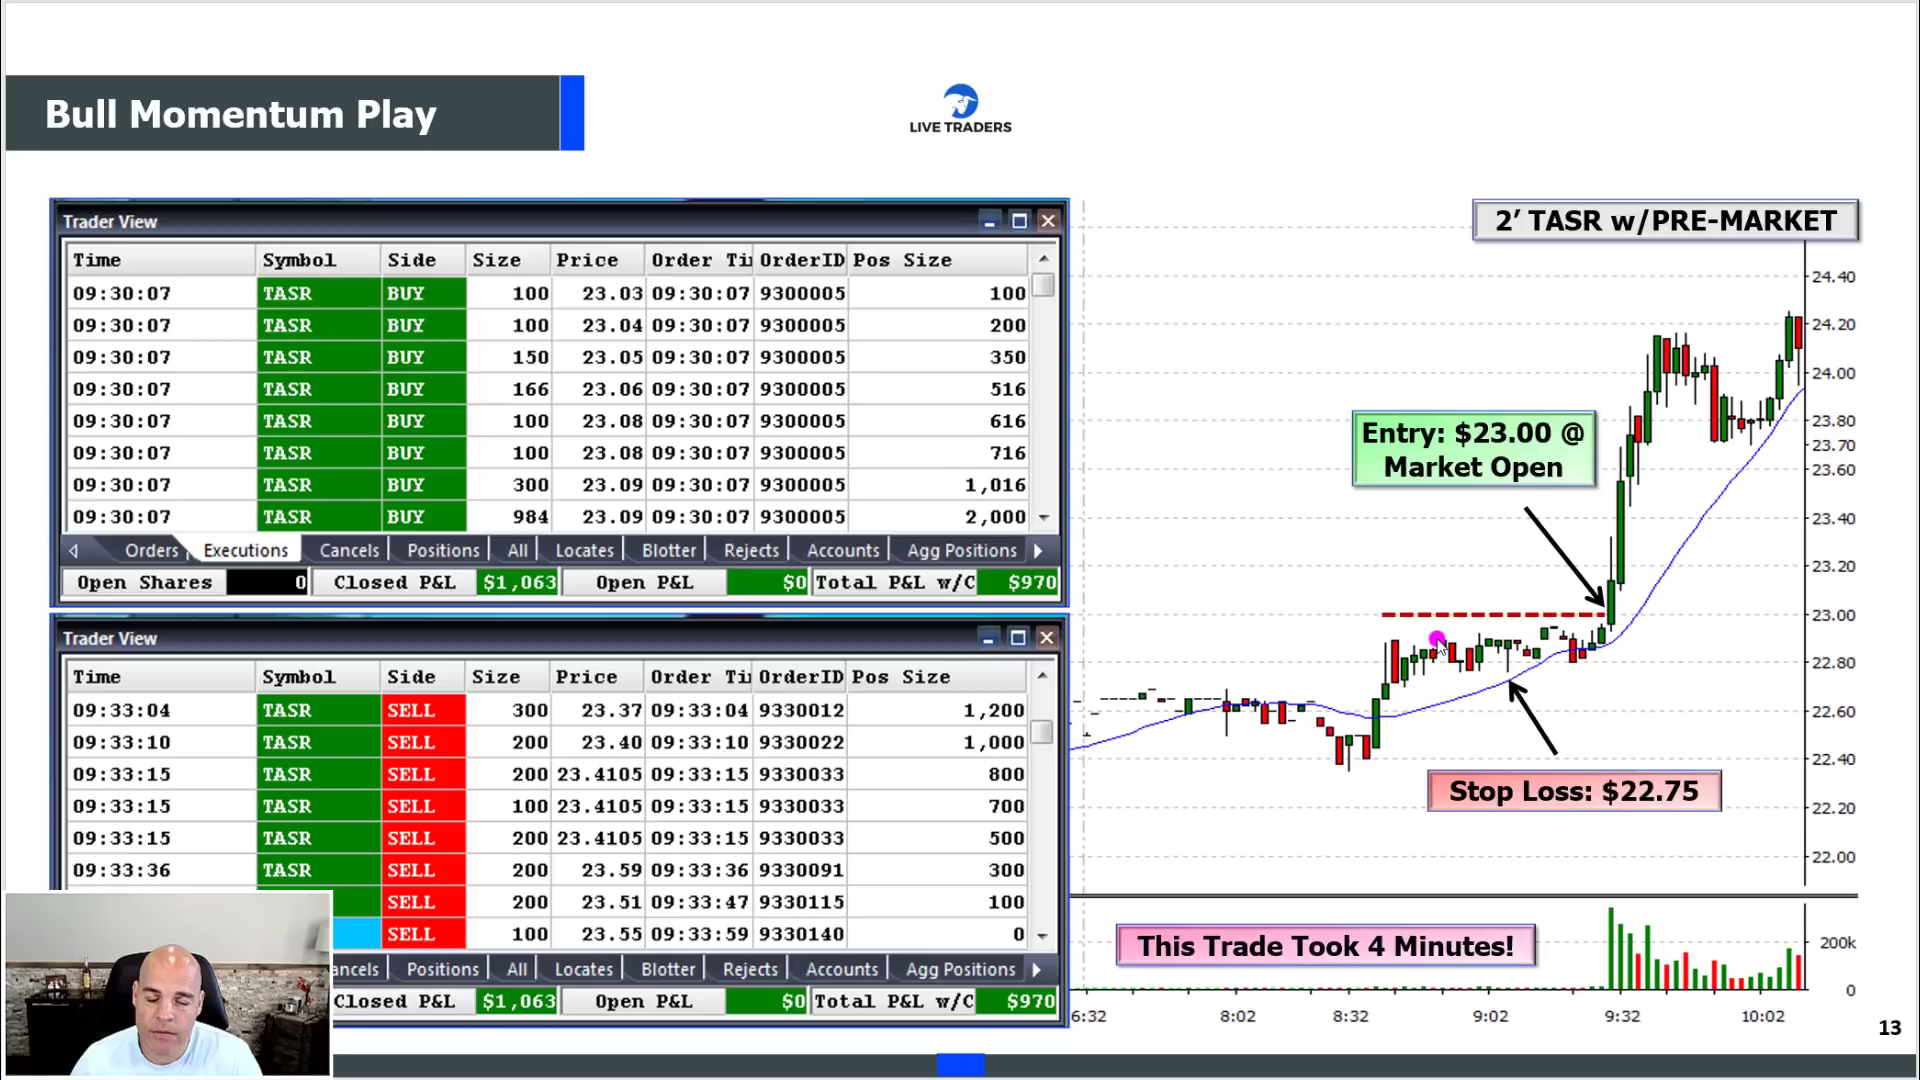 Bull Momentum Play
LIVE TRADERS
Trader View
Time Symbol Side Size Price Order Ti OrderID Pos Size
09:30:07 TASR BUY 100 23.03 09:30:07 9300005 100
09:30:07 TASR BUY 100 23.04 09:30:07 9300005 200
09:30:07 TASR BUY 150 23.05 09:30:07 9300005 350
09:30:07 TASR BUY 166 23.06 09:30:07 9300005 516
09:30:07 TASR BUY 100 23.08 09:30:07 9300005 616
09:30:07 TASR BUY 100 23.08 09:30:07 9300005 716
09:30:07 TASR BUY 300 23.09 09:30:07 9300005 1,016
09:30:07 TASR BUY 984 23.09 09:30:07 9300005 2,000
Orders Executions Cancels Positions All Locates Blotter Rejects Accounts Agg Positions
Open Shares 0 Closed P&L $1,063 Open P&L $0 Total P&L w/C $970
Trader View
Time Symbol Side Size Price Order Ti OrderID Pos Size
09:33:04 TASR SELL 300 23.37 09:33:04 9330012 1,200
09:33:10 TASR SELL 200 23.40 09:33:10 9330022 1,000
09:33:15 TASR SELL 200 23.4105 09:33:15 9330033 800
09:33:15 TASR SELL 100 23.4105 09:33:15 9330033 700
09:33:15 TASR SELL 200 23.4105 09:33:15 9330033 500
09:33:36 TASR SELL 200 23.59 09:33:36 9330091 300
SELL 200 23.51 09:33:47 9330115 100
SELL 100 23.55 09:33:59 9330140 0
ancels Positions All Locates Blotter Rejects Accounts Agg Positions
Closed P&L $1,063 Open P&L $0 Total P&L w/C $970
2’ TASR w/PRE-MARKET
24.40
24.20
24.00
23.80
23.70
23.60
23.40
23.20
23.00
22.80
22.60
22.40
22.20
22.00
Entry: $23.00 @
Market Open
Stop Loss: $22.75
This Trade Took 4 Minutes!
200k
0
6:32 8:02 8:32 9:02 9:32 10:02
13